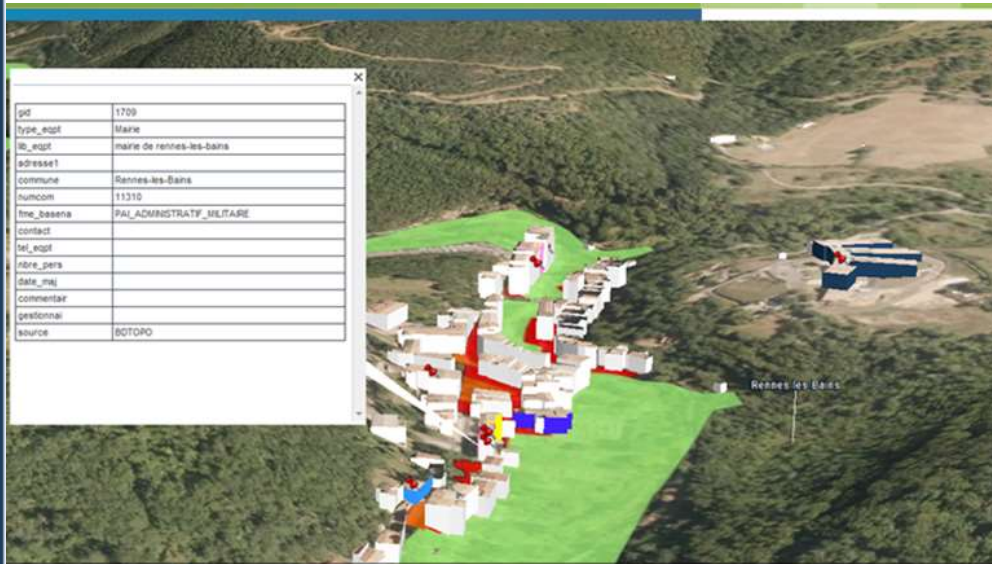 gid 1709
type_eqpt Mairie
lib_eqpt mairie de rennes-les-bains
adresse1
commune Rennes-les-Bains
numcom 11310
fme_basena PAI_ADMINISTRATIF_MILITAIRE
contact
tel_eqpt
nbre_pers
date_maj
commentair
gestionnai
source BDTOPO
Rennes les Bains